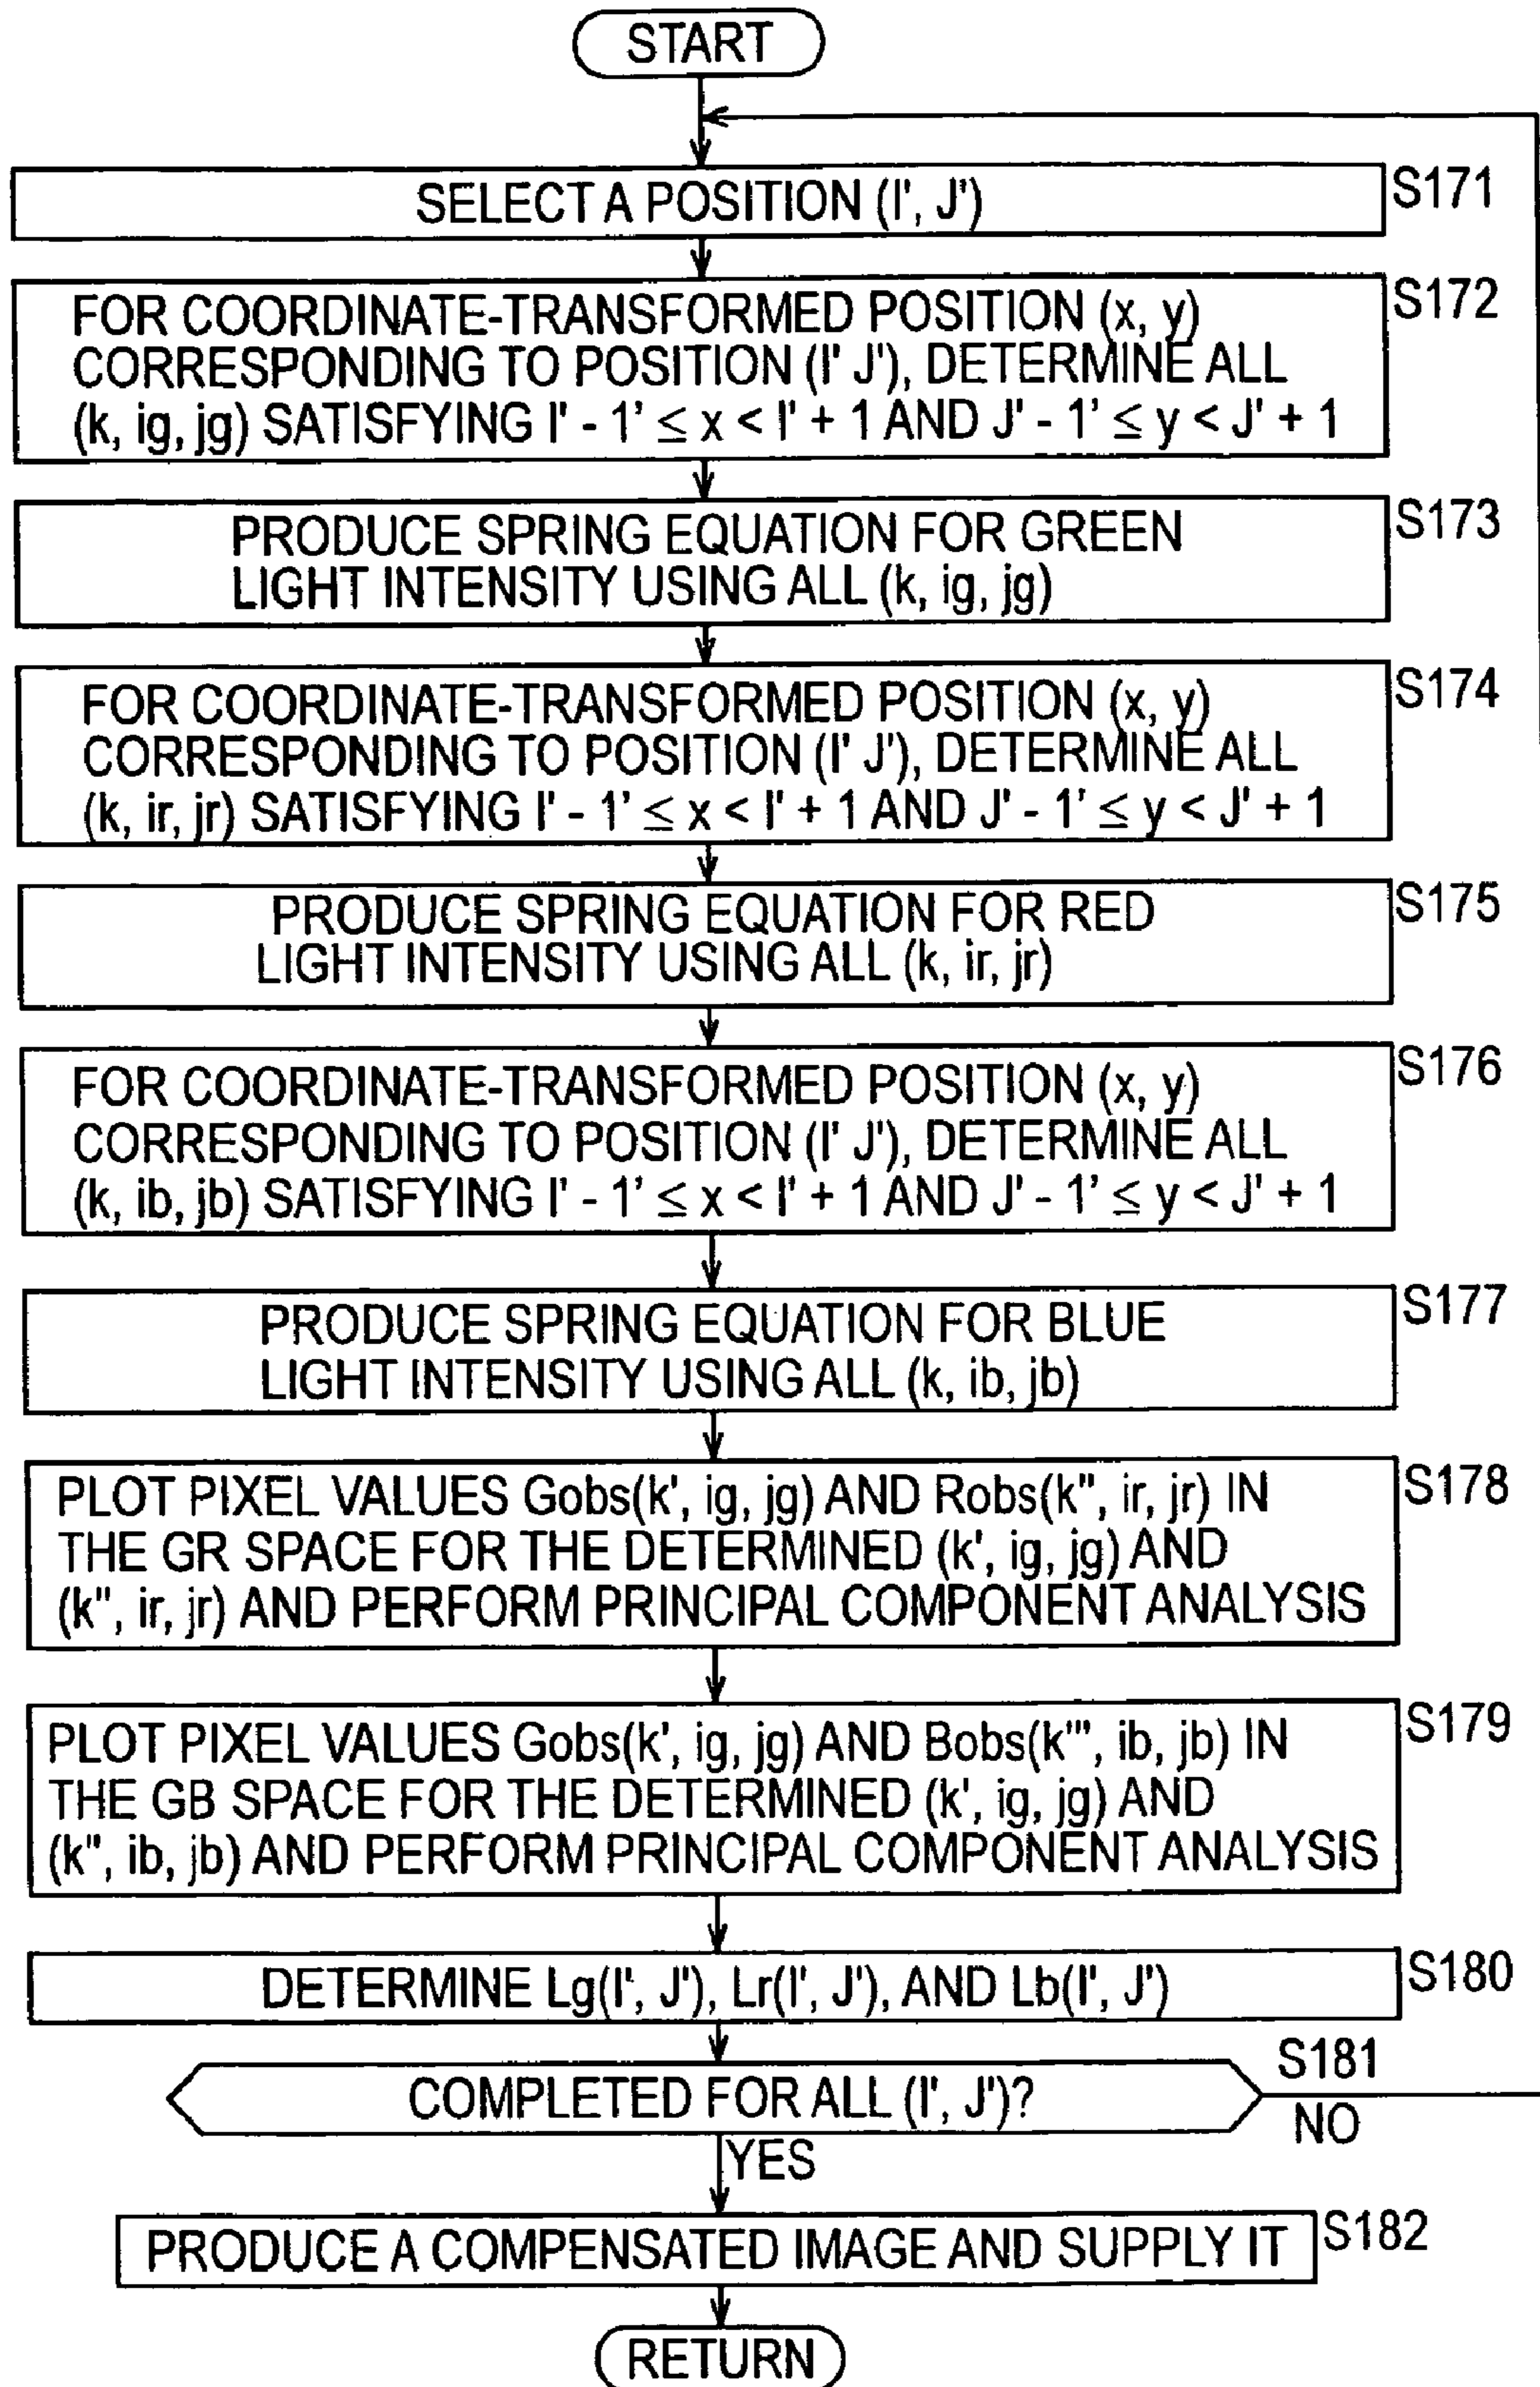 START
SELECT A POSITION (I', J')
S171
FOR COORDINATE-TRANSFORMED POSITION (x, y)
CORRESPONDING TO POSITION (I' J'), DETERMINE ALL
(k, ig, jg) SATISFYING I' - 1' ≤ x < I' + 1 AND J' - 1' ≤ y < J' + 1
S172
PRODUCE SPRING EQUATION FOR GREEN
LIGHT INTENSITY USING ALL (k, ig, jg)
S173
FOR COORDINATE-TRANSFORMED POSITION (x, y)
CORRESPONDING TO POSITION (I' J'), DETERMINE ALL
(k, ir, jr) SATISFYING I' - 1' ≤ x < I' + 1 AND J' - 1' ≤ y < J' + 1
S174
PRODUCE SPRING EQUATION FOR RED
LIGHT INTENSITY USING ALL (k, ir, jr)
S175
FOR COORDINATE-TRANSFORMED POSITION (x, y)
CORRESPONDING TO POSITION (I' J'), DETERMINE ALL
(k, ib, jb) SATISFYING I' - 1' ≤ x < I' + 1 AND J' - 1' ≤ y < J' + 1
S176
PRODUCE SPRING EQUATION FOR BLUE
LIGHT INTENSITY USING ALL (k, ib, jb)
S177
PLOT PIXEL VALUES Gobs(k', ig, jg) AND Robs(k'', ir, jr) IN
THE GR SPACE FOR THE DETERMINED (k', ig, jg) AND
(k'', ir, jr) AND PERFORM PRINCIPAL COMPONENT ANALYSIS
S178
PLOT PIXEL VALUES Gobs(k', ig, jg) AND Bobs(k''', ib, jb) IN
THE GB SPACE FOR THE DETERMINED (k', ig, jg) AND
(k'', ib, jb) AND PERFORM PRINCIPAL COMPONENT ANALYSIS
S179
DETERMINE Lg(I', J'), Lr(I', J'), AND Lb(I', J')
S180
COMPLETED FOR ALL (I', J')?
S181
NO
YES
PRODUCE A COMPENSATED IMAGE AND SUPPLY IT
S182
RETURN